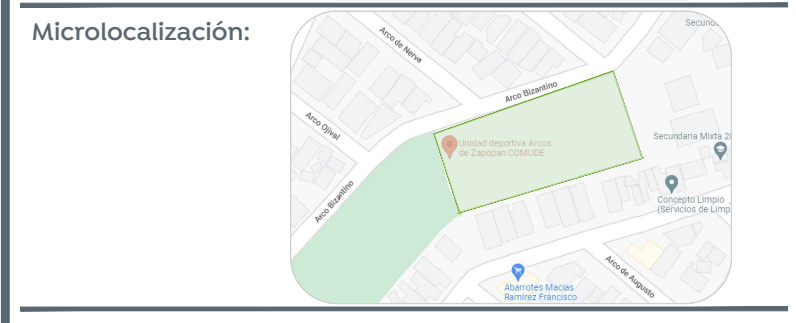 Microlocalización:
Arco de Nerva
Arco Bizantino
Arco Ojival
Unidad deportiva Arcos
de Zapopan COMUDE
Secundaria Mixta
Arco Bizantino
Concepto Limpio
(Servicios de
Abarrotes Macias
Ramirez Francisco
Arco de Augusto